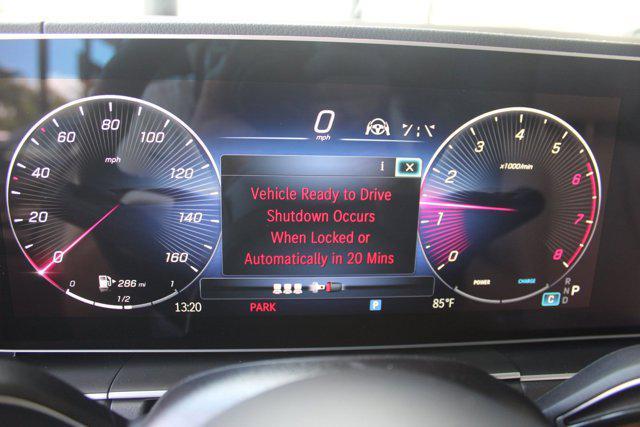 0
mph
20
40
60
80
100
120
140
160
0
mph
0
1/2
1
286 mi
i
X
Vehicle Ready to Drive
Shutdown Occurs
When Locked or
Automatically in 20 Mins
0
1
2
3
4
5
6
7
8
x1000/min
POWER
CHARGE
13:20
PARK
P
85°F
C
R
N
D
P